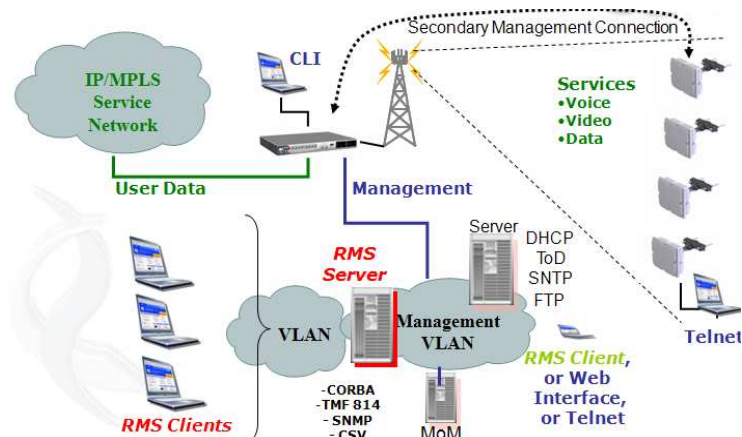 Secondary Management Connection
CLI
IP/MPLS
Service
Network
Services
•Voice
•Video
•Data
User Data
Management
Server
DHCP
ToD
SNTP
FTP
RMS
Server
VLAN
Management
VLAN
Telnet
RMS Client,
or Web
Interface,
or Telnet
-CORBA
-TMF 814
- SNMP
- CSV
MoM
RMS Clients